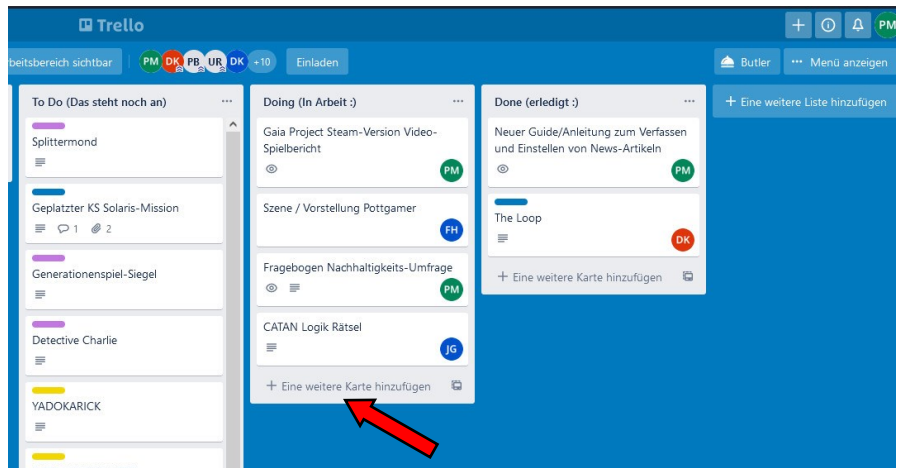 Trello
PM
beitsbereich sichtbar
PM DK PB UR DK +10
Einladen
Butler
Menü anzeigen
To Do (Das steht noch an)
Splittermond
Geplatzter KS Solaris-Mission
1 2
Generationenspiel-Siegel
Detective Charlie
YADOKARICK
Doing (In Arbeit :)
Gaia Project Steam-Version Video-
Spielbericht
PM
Szene / Vorstellung Pottgamer
FH
Fragebogen Nachhaltigkeits-Umfrage
PM
CATAN Logik Rätsel
JG
+ Eine weitere Karte hinzufügen
Done (erledigt :)
Neuer Guide/Anleitung zum Verfassen
und Einstellen von News-Artikeln
PM
The Loop
DK
+ Eine weitere Karte hinzufügen
+ Eine weitere Liste hinzufügen